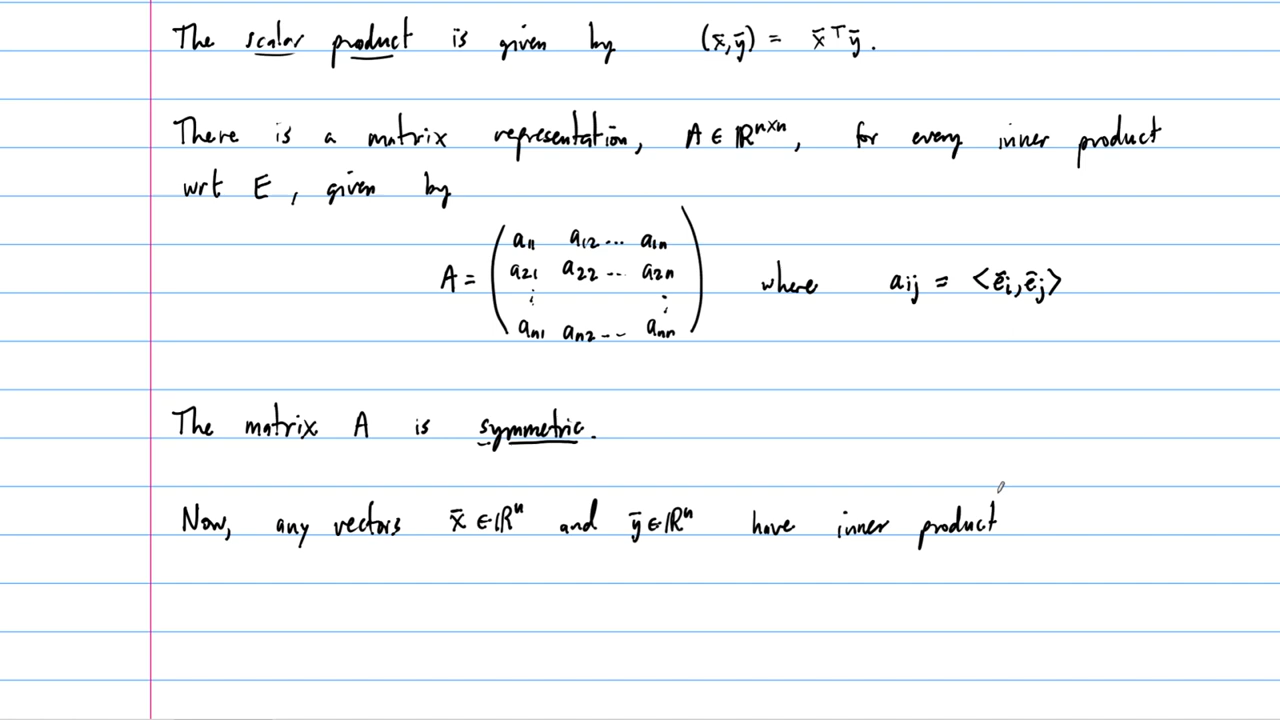 The scalar product is given by (x̄,ȳ) = x̄ᵀȳ.
There is a matrix representation, A ∈ ℝⁿˣⁿ, for every inner product
wrt E, given by
A = ( a11 a12 ... a1n
a21 a22 ... a2n
⋮ ⋮
an1 an2 ... ann ) where aij = <ēi, ēj>
The matrix A is symmetric.
Now, any vectors x̄ ∈ ℝⁿ and ȳ ∈ ℝⁿ have inner product